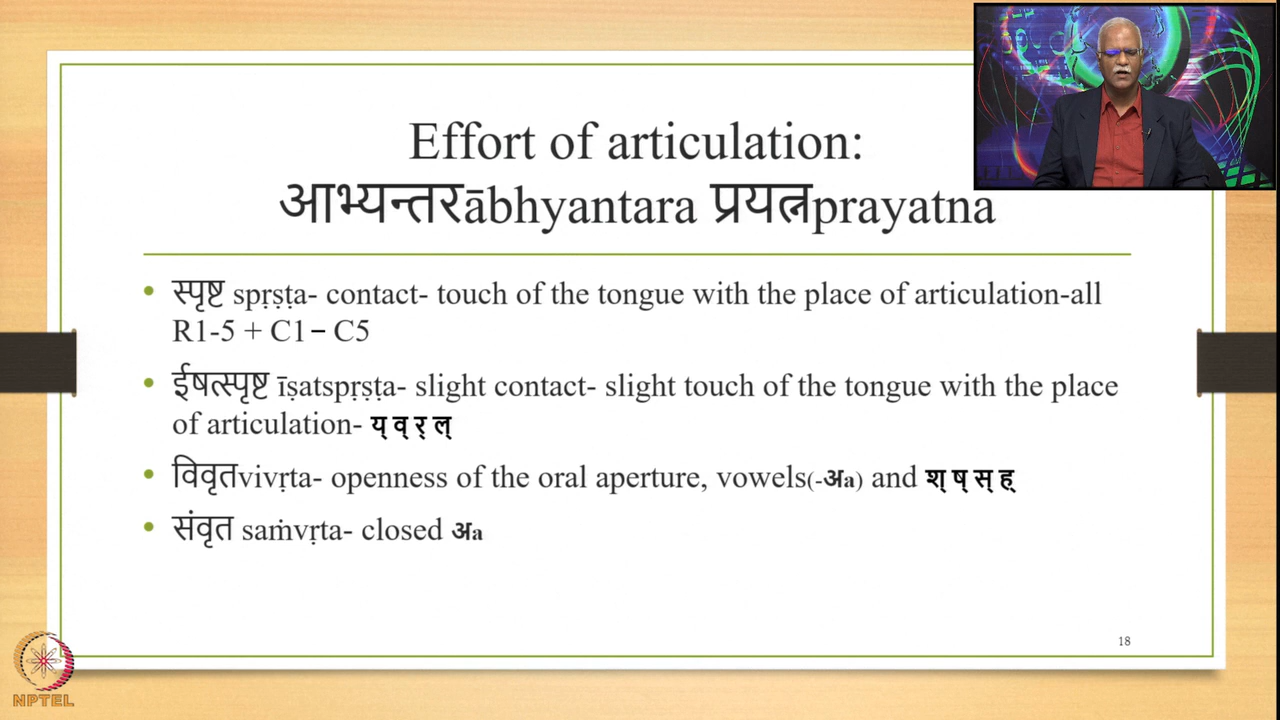 Effort of articulation:
आभ्यन्तरābhyantara प्रयत्नprayatna
• स्पृष्ट spṛṣṭa- contact- touch of the tongue with the place of articulation-all
R1-5 + C1– C5
• ईषत्स्पृष्ट īṣatspṛṣṭa- slight contact- slight touch of the tongue with the place
of articulation- य् व् र् ल्
• विवृतvivṛta- openness of the oral aperture, vowels(-अa) and श् ष् स् ह्
• संवृत saṁvṛta- closed अa
18
NPTEL